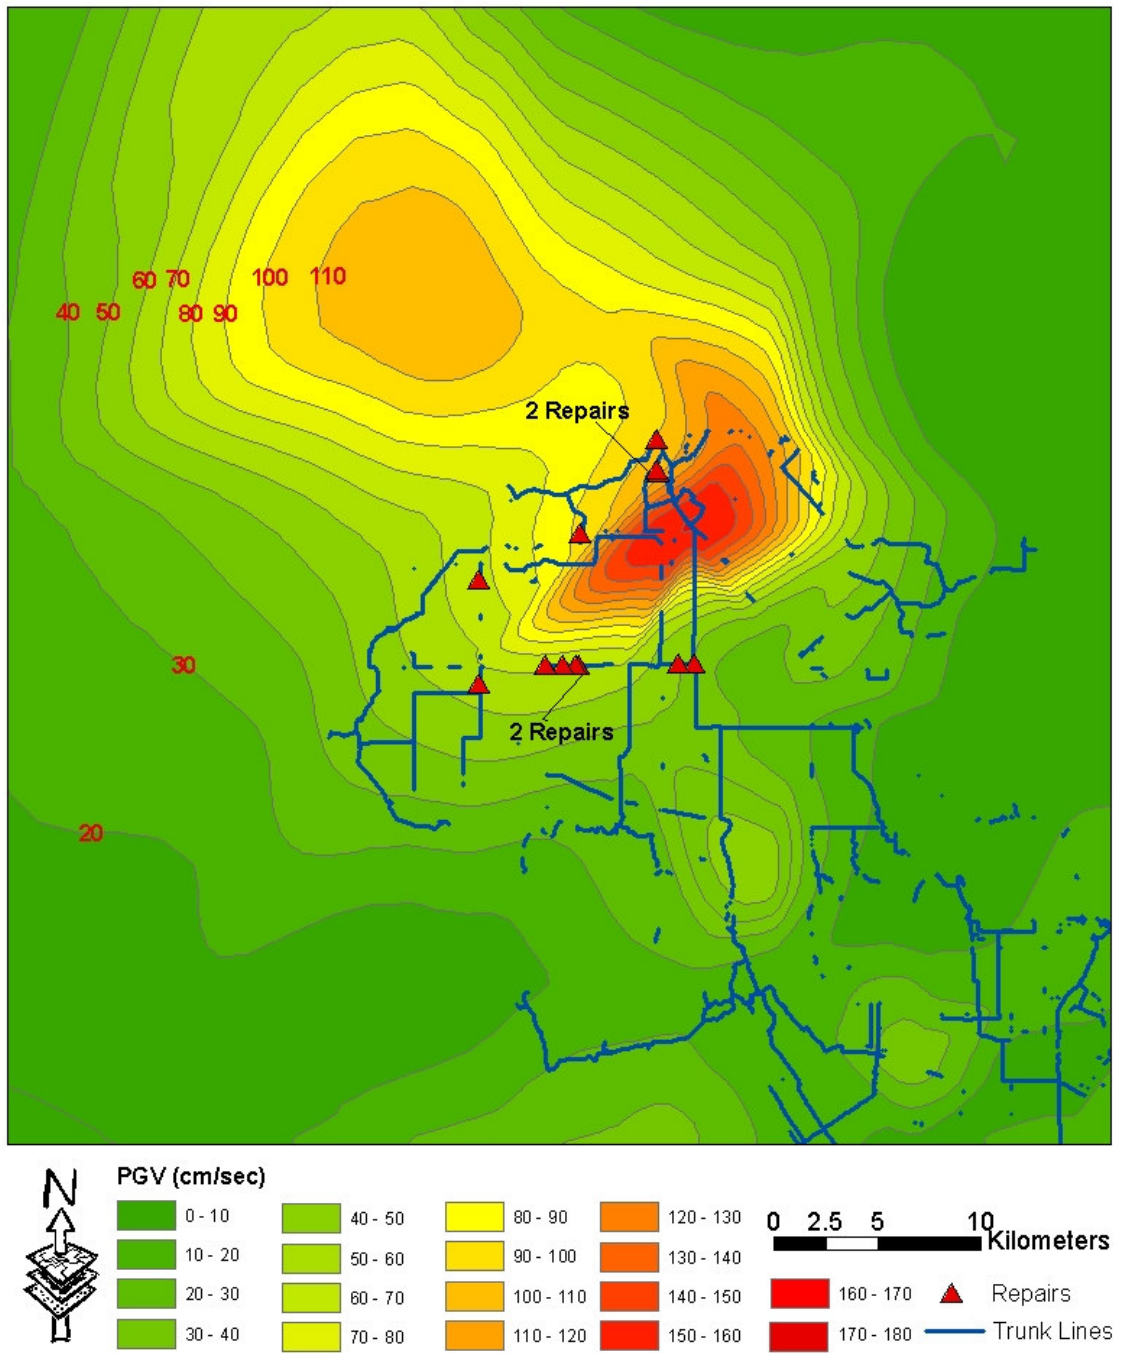 60 70
100 110
40 50
80 90
2 Repairs
30
2 Repairs
20
N
PGV (cm/sec)
0 - 10
10 - 20
20 - 30
30 - 40
40 - 50
50 - 60
60 - 70
70 - 80
80 - 90
90 - 100
100 - 110
110 - 120
120 - 130
130 - 140
140 - 150
150 - 160
160 - 170
170 - 180
0 2.5 5 10
Kilometers
Repairs
Trunk Lines